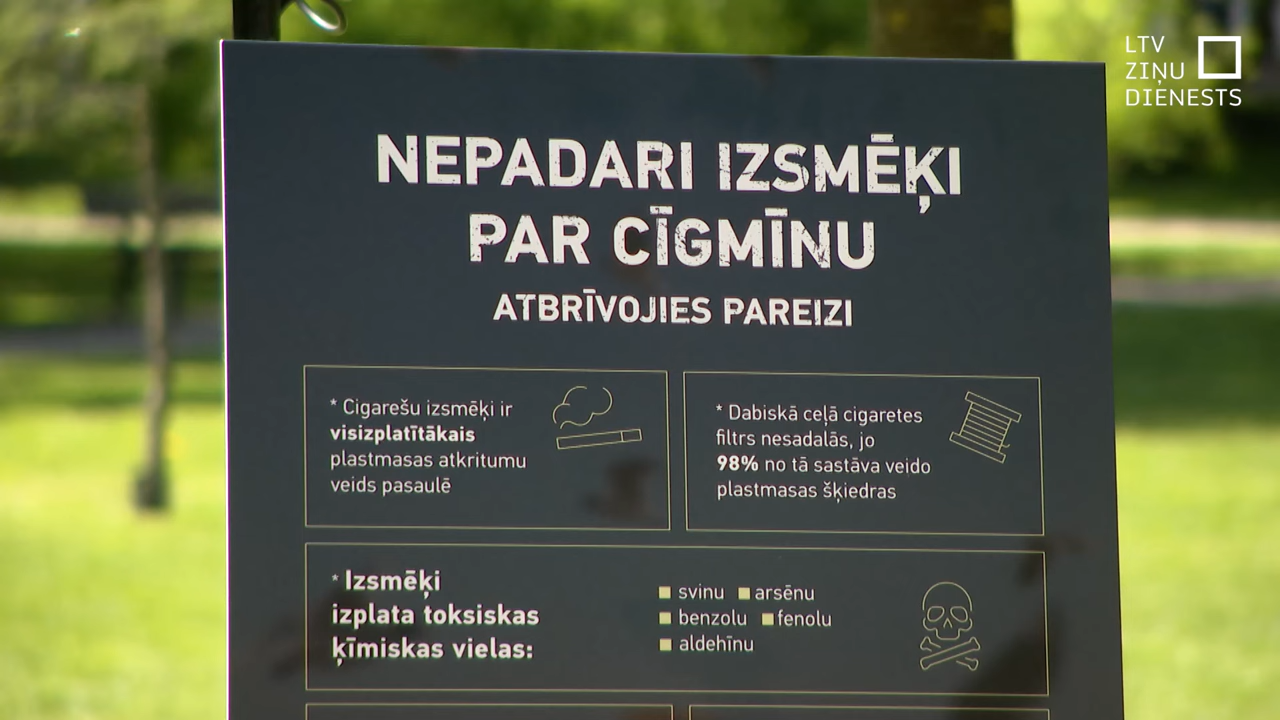 LTV
ZIŅU
DIENESTS
NEPADARI IZSMĒĶI
PAR CĪGMĪNU
ATBRĪVOJIES PAREIZI
* Cigarešu izsmēķi ir
visizplatītākais
plastmasas atkritumu
veids pasaulē
* Dabiskā ceļā cigaretes
filtrs nesadalās, jo
98% no tā sastāva veido
plastmasas šķiedras
* Izsmēķi
izplata toksiskas
ķīmiskas vielas:
svinu arsēnu
benzolu fenolu
aldehīnu